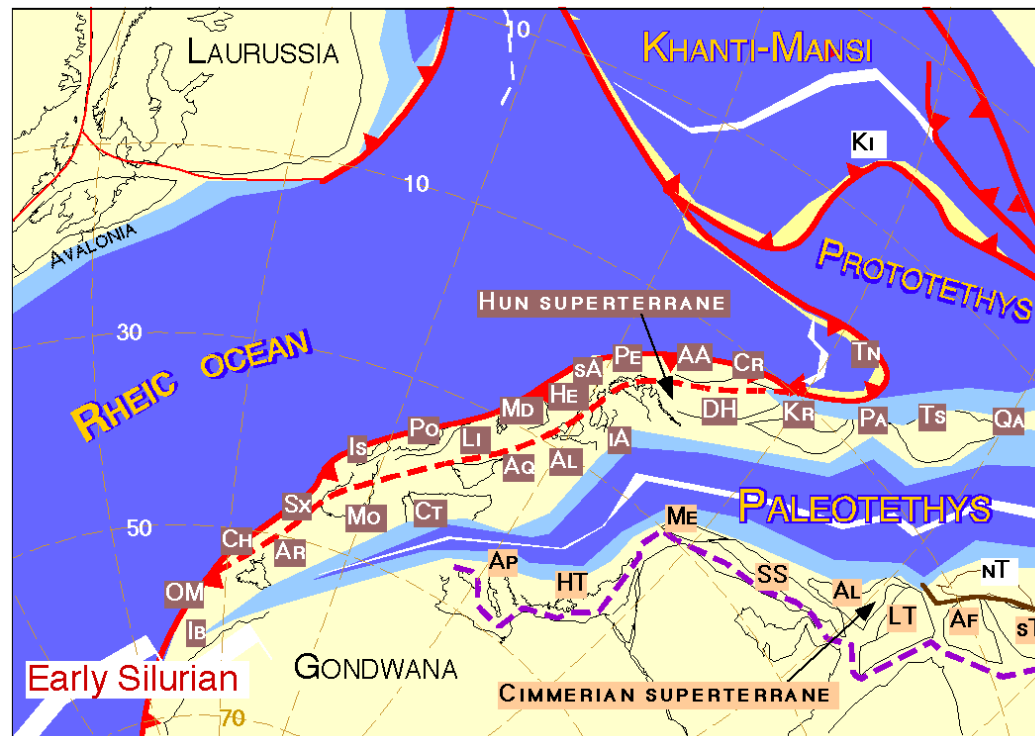 LAURUSSIA
10
KHANTI-MANSI
KI
10
AVALONIA
PROTOTETHYS
HUN SUPERTERRANE
30
RHEIC OCEAN
TN
PE
AA
CR
SA
HE
MD
DH
KR
PA
TS
QA
PO
LI
IS
IA
AL
AQ
SX
MO
CT
PALEOTETHYS
ME
50
CH
AR
AP
HT
SS
NT
AL
LT
AF
ST
OM
IB
GONDWANA
CIMMERIAN SUPERTERRANE
Early Silurian
70